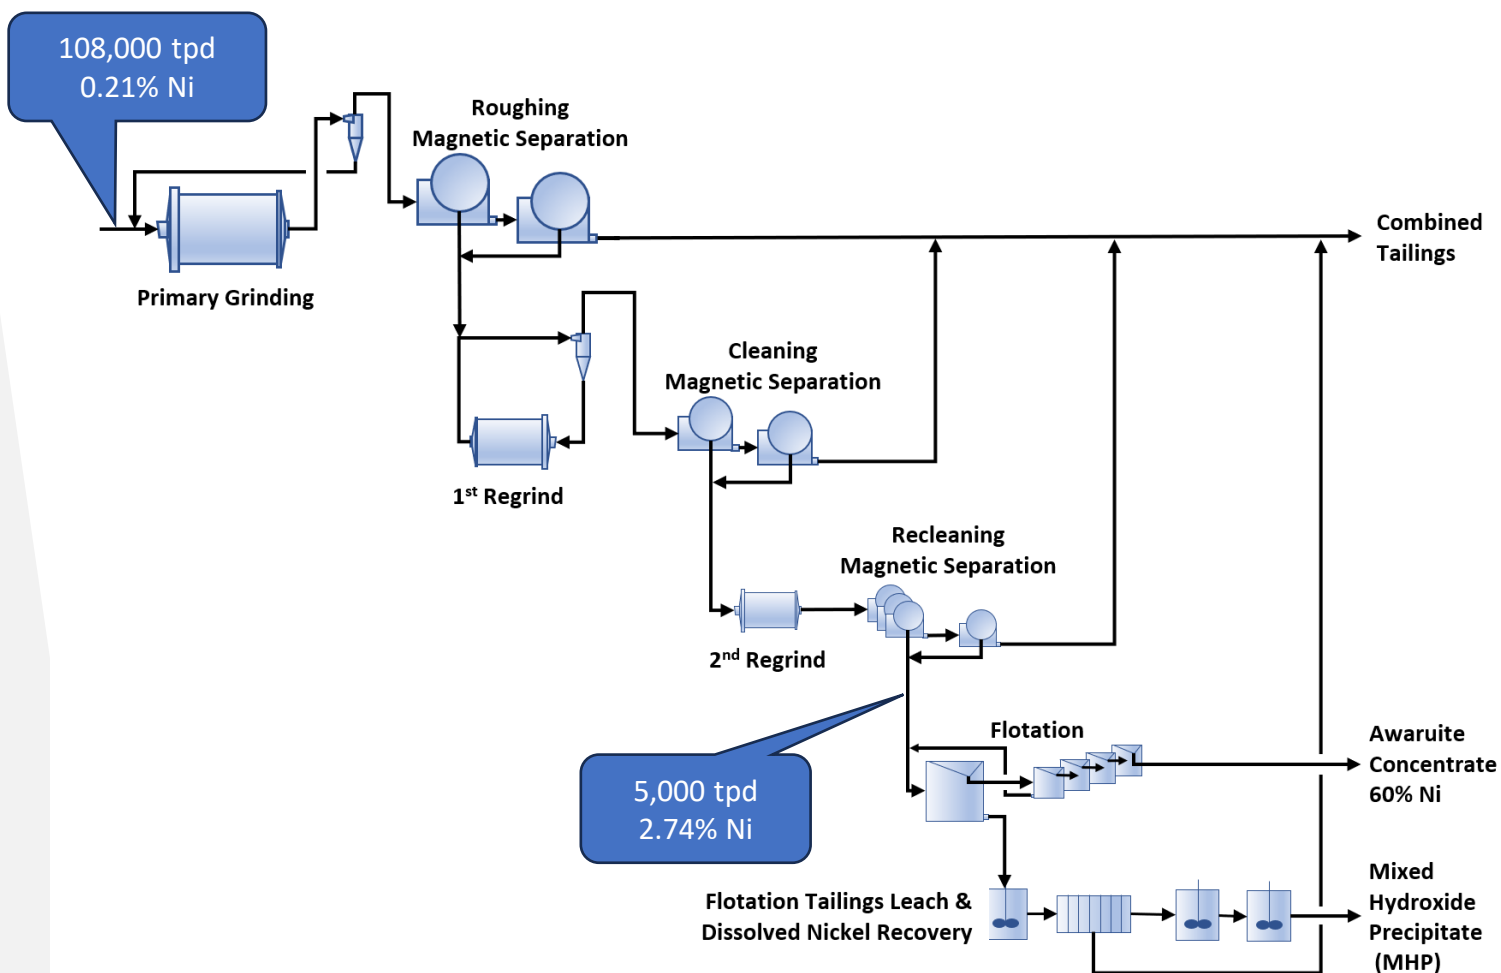 108,000 tpd
0.21% Ni
Roughing
Magnetic Separation
Combined
Tailings
Primary Grinding
Cleaning
Magnetic Separation
1st Regrind
Recleaning
Magnetic Separation
2nd Regrind
5,000 tpd
2.74% Ni
Flotation
Awaruite
Concentrate
60% Ni
Flotation Tailings Leach &
Dissolved Nickel Recovery
Mixed
Hydroxide
Precipitate
(MHP)